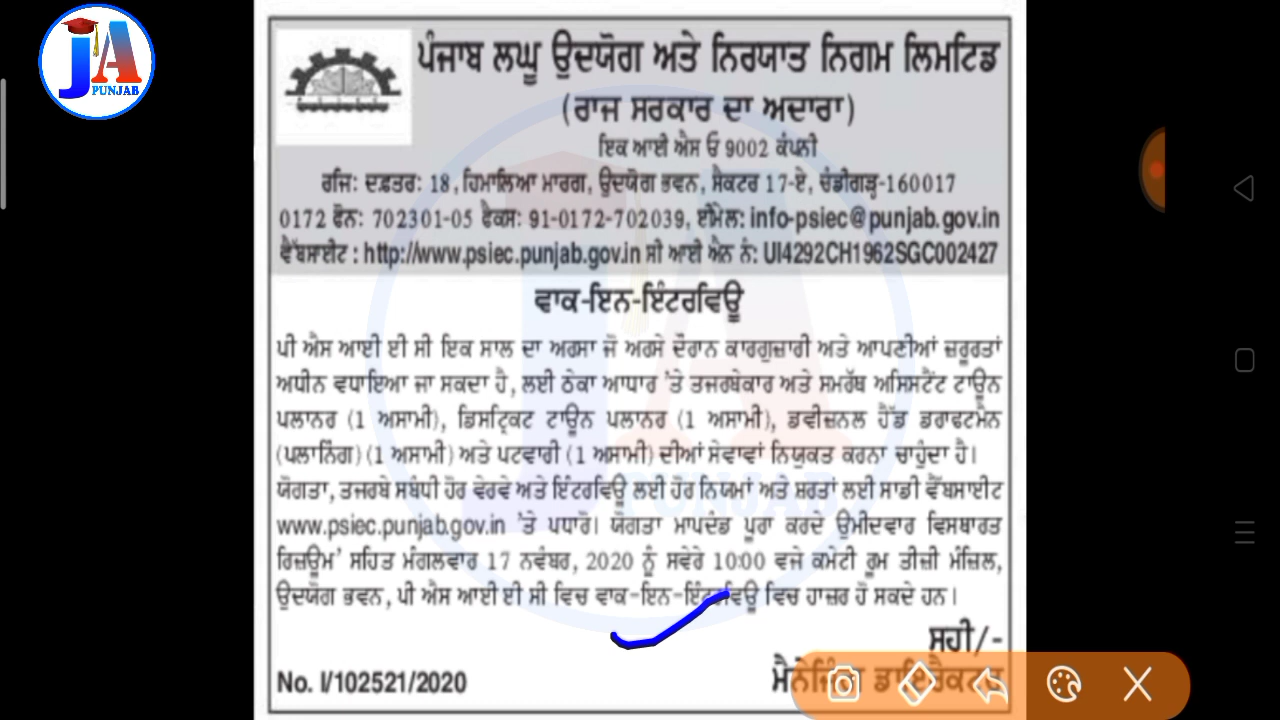 JA
PUNJAB
ਪੰਜਾਬ ਲਘੂ ਉਦਯੋਗ ਅਤੇ ਨਿਰਯਾਤ ਨਿਗਮ ਲਿਮਟਿਡ
(ਰਾਜ ਸਰਕਾਰ ਦਾ ਅਦਾਰਾ)
ਇਕ ਆਈ ਐਸ ਓ 9002 ਕੰਪਨੀ
ਰਜਿ: ਦਫ਼ਤਰ: 18, ਹਿਮਾਲਿਆ ਮਾਰਗ, ਉਦਯੋਗ ਭਵਨ, ਸੈਕਟਰ 17-ਏ, ਚੰਡੀਗੜ੍ਹ-160017
0172 ਫੋਨ: 702301-05 ਫੈਕਸ: 91-0172-702039, ਈਮੇਲ: info-psiec@punjab.gov.in
ਵੈੱਬਸਾਈਟ : http://www.psiec.punjab.gov.in ਸੀ ਆਈ ਐਨ ਨੰ: UI4292CH1962SGC002427
ਵਾਕ-ਇਨ-ਇੰਟਰਵਿਊ
ਪੀ ਐਸ ਆਈ ਈ ਸੀ ਇਕ ਸਾਲ ਦਾ ਅਰਸਾ ਜੋ ਅਰਸੇ ਦੌਰਾਨ ਕਾਰਗੁਜ਼ਾਰੀ ਅਤੇ ਆਪਣੀਆਂ ਜ਼ਰੂਰਤਾਂ
ਅਧੀਨ ਵਧਾਇਆ ਜਾ ਸਕਦਾ ਹੈ, ਲਈ ਠੇਕਾ ਆਧਾਰ 'ਤੇ ਤਜਰਬੇਕਾਰ ਅਤੇ ਸਮਰੱਥ ਅਸਿਸਟੈਂਟ ਟਾਊਨ
ਪਲਾਨਰ (1 ਅਸਾਮੀ), ਡਿਸਟ੍ਰਿਕਟ ਟਾਊਨ ਪਲਾਨਰ (1 ਅਸਾਮੀ), ਡਵੀਜ਼ਨਲ ਹੈੱਡ ਡਰਾਫਟਮੈਨ
(ਪਲਾਨਿੰਗ) (1 ਅਸਾਮੀ) ਅਤੇ ਪਟਵਾਰੀ (1 ਅਸਾਮੀ) ਦੀਆਂ ਸੇਵਾਵਾਂ ਨਿਯੁਕਤ ਕਰਨਾ ਚਾਹੁੰਦਾ ਹੈ।
ਯੋਗਤਾ, ਤਜਰਬੇ ਸਬੰਧੀ ਹੋਰ ਵੇਰਵੇ ਅਤੇ ਇੰਟਰਵਿਊ ਲਈ ਹੋਰ ਨਿਯਮਾਂ ਅਤੇ ਸ਼ਰਤਾਂ ਲਈ ਸਾਡੀ ਵੈੱਬਸਾਈਟ
www.psiec.punjab.gov.in 'ਤੇ ਪਧਾਰੋ। ਯੋਗਤਾ ਮਾਪਦੰਡ ਪੂਰਾ ਕਰਦੇ ਉਮੀਦਵਾਰ ਵਿਸਥਾਰਤ
ਰਿਜ਼ਊਮ' ਸਹਿਤ ਮੰਗਲਵਾਰ 17 ਨਵੰਬਰ, 2020 ਨੂੰ ਸਵੇਰੇ 10:00 ਵਜੇ ਕਮੇਟੀ ਰੂਮ ਤੀਜ਼ੀ ਮੰਜ਼ਿਲ,
ਉਦਯੋਗ ਭਵਨ, ਪੀ ਐਸ ਆਈ ਈ ਸੀ ਵਿਚ ਵਾਕ-ਇਨ-ਇੰਟਰਵਿਊ ਵਿਚ ਹਾਜ਼ਰ ਹੋ ਸਕਦੇ ਹਨ।
ਸਹੀ/-
ਮੈਨੇਜਿੰਗ ਡਾਇਰੈਕਟਰ
No. I/102521/2020